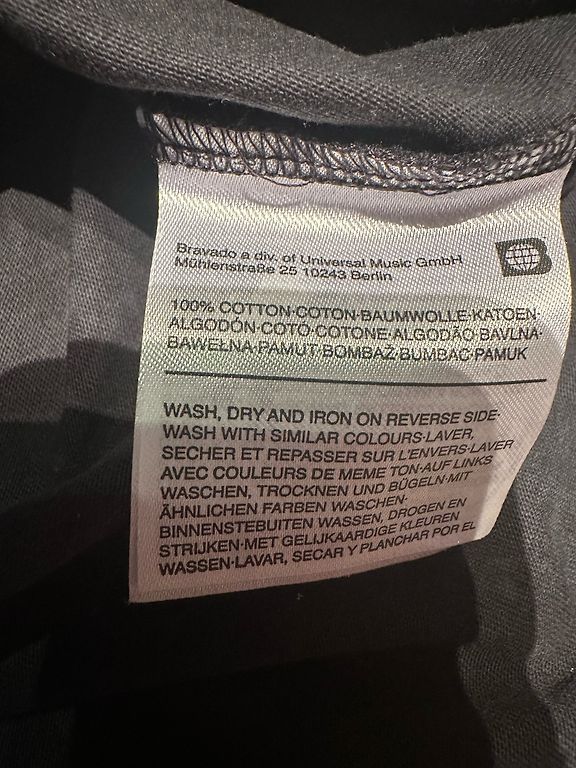 Bravado a div. of Universal Music GmbH
Mühlenstraße 25 10243 Berlin
B
100% COTTON·COTON·BAUMWOLLE·KATOEN·
ALGODÓN·COTÓ·COTONE·ALGODÃO·BAVLNA·
BAWEŁNA·PAMUT·BOMBAŽ·BUMBAC·PAMUK
WASH, DRY AND IRON ON REVERSE SIDE·
WASH WITH SIMILAR COLOURS·LAVER,
SECHER ET REPASSER SUR L'ENVERS·LAVER
AVEC COULEURS DE MEME TON·AUF LINKS
WASCHEN, TROCKNEN UND BÜGELN·MIT
ÄHNLICHEN FARBEN WASCHEN·
BINNENSTEBUITEN WASSEN, DROGEN EN
STRIJKEN·MET GELIJKAARDIGE KLEUREN
WASSEN·LAVAR, SECAR Y PLANCHAR POR EL